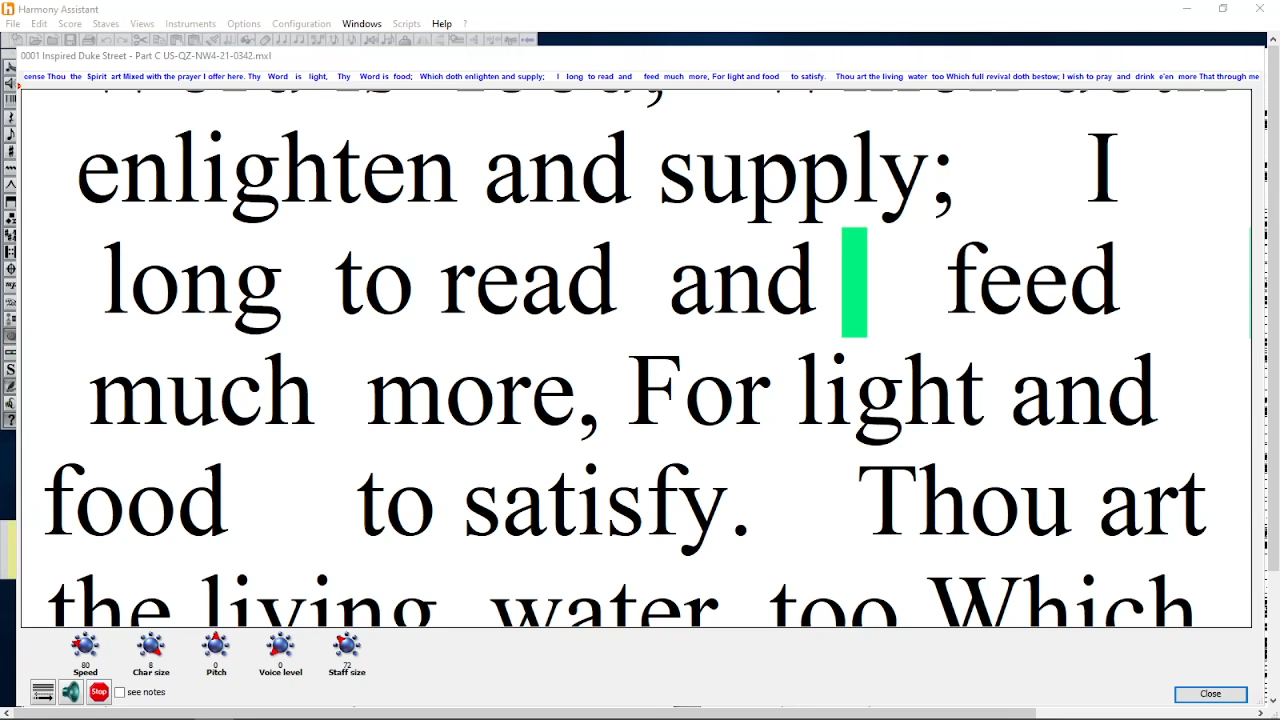 Harmony Assistant
File Edit Score Staves Views Instruments Options Configuration Windows Scripts Help ?
0001 Inspired Duke Street - Part C US-QZ-NW4-21-0342.mxl
cense Thou the Spirit art Mixed with the prayer I offer here. Thy Word is light, Thy Word is food; Which doth enlighten and supply; I long to read and feed much more, For light and food to satisfy. Thou art the living water too Which full revival doth bestow; I wish to pray and drink e'en more That through me
enlighten and supply; I
long to read and feed
much more, For light and
food to satisfy. Thou art
the living water too Which
80 8 0 0 72
Speed Char size Pitch Voice level Staff size
Stop see notes Close